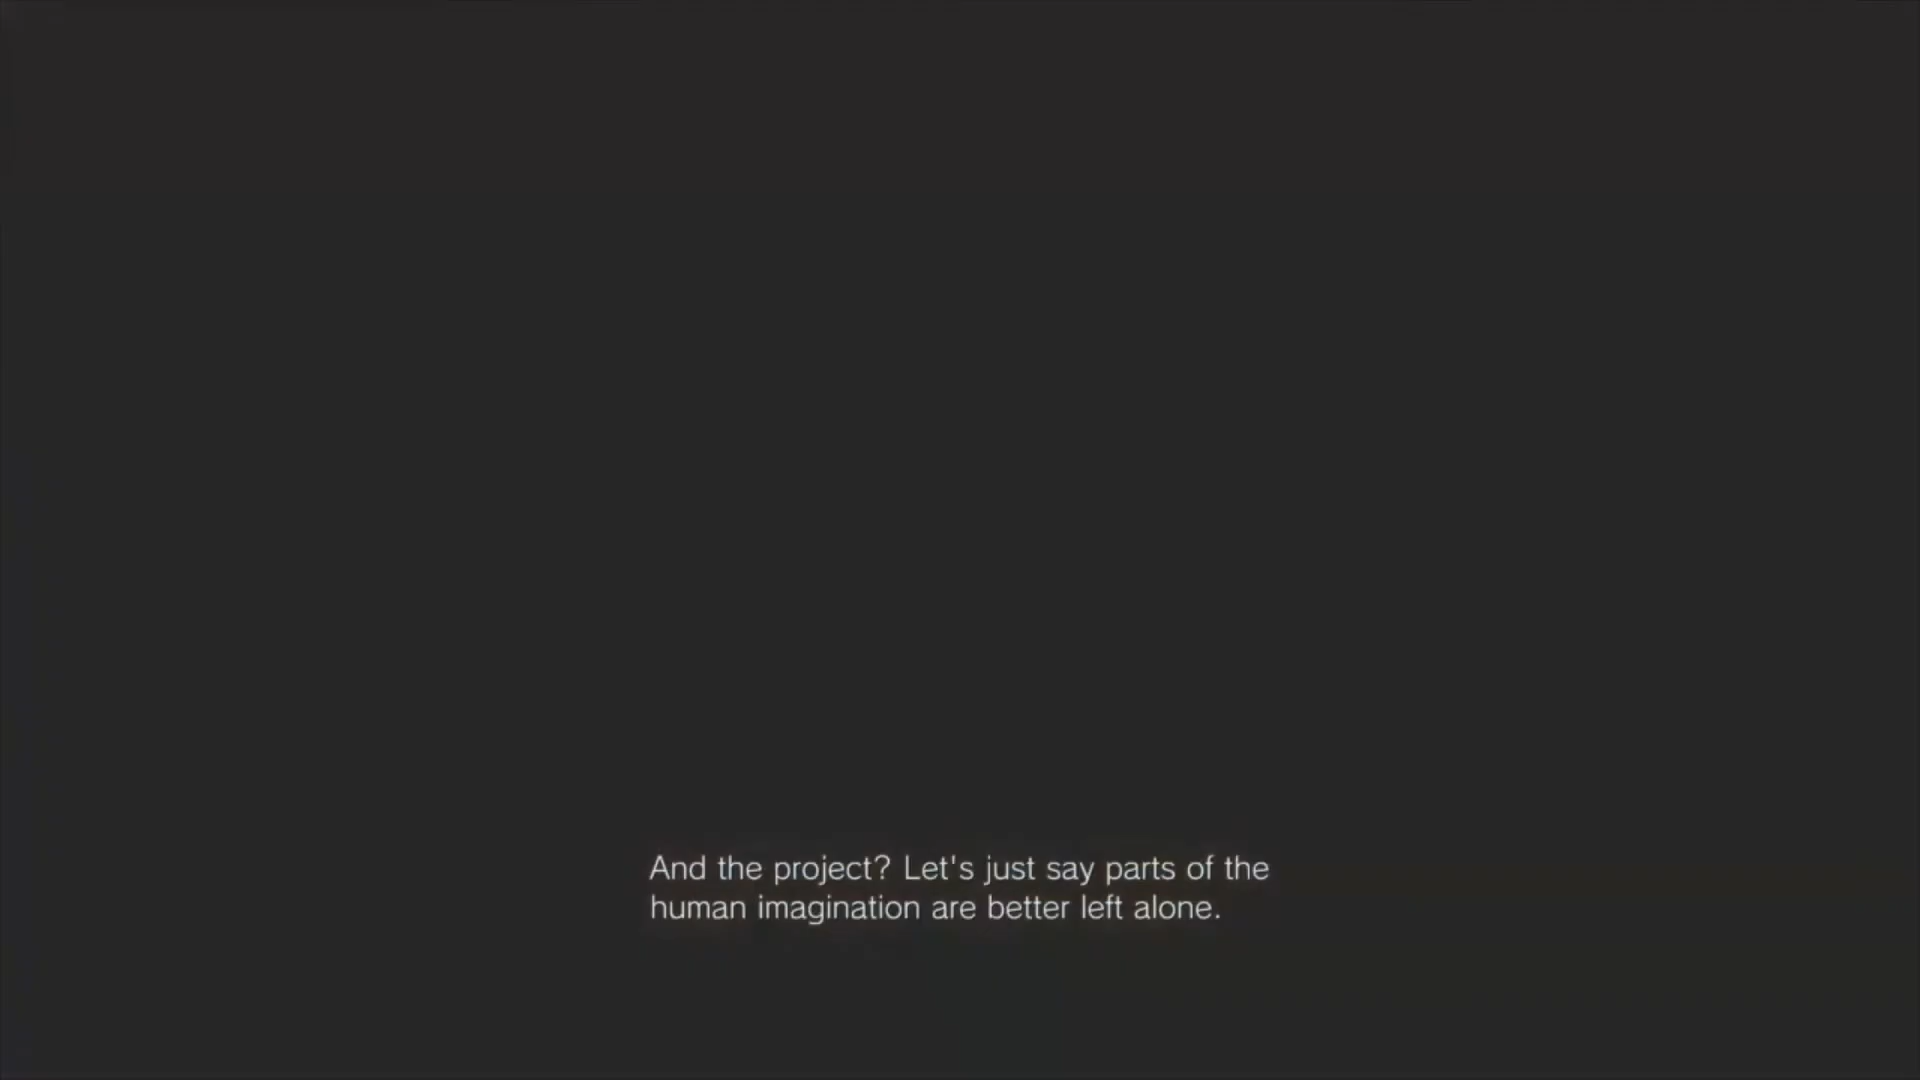 And the project? Let's just say parts of the
human imagination are better left alone.